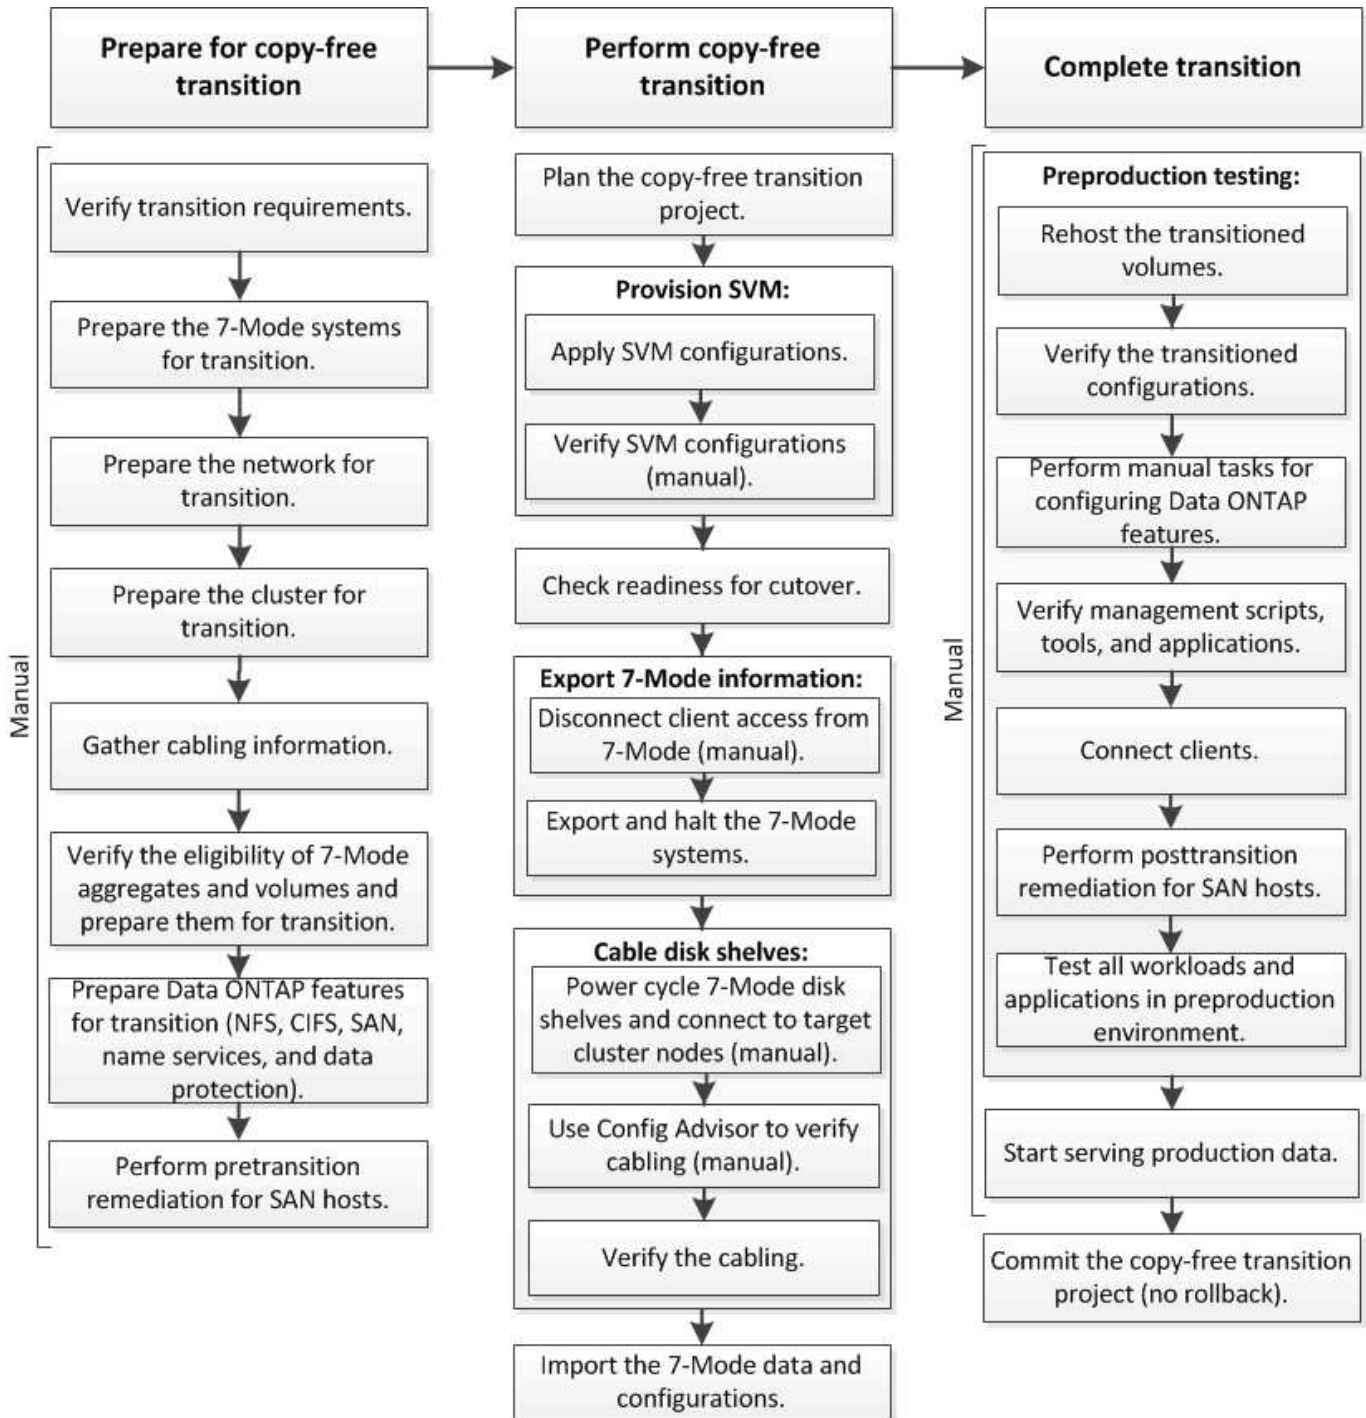 Prepare for copy-free
transition
Perform copy-free
transition
Complete transition
Manual
Verify transition requirements.
Prepare the 7-Mode systems
for transition.
Prepare the network for
transition.
Prepare the cluster for
transition.
Gather cabling information.
Verify the eligibility of 7-Mode
aggregates and volumes and
prepare them for transition.
Prepare Data ONTAP features
for transition (NFS, CIFS, SAN,
name services, and data
protection).
Perform pretransition
remediation for SAN hosts.
Plan the copy-free transition
project.
Provision SVM:
Apply SVM configurations.
Verify SVM configurations
(manual).
Check readiness for cutover.
Export 7-Mode information:
Disconnect client access from
7-Mode (manual).
Export and halt the 7-Mode
systems.
Cable disk shelves:
Power cycle 7-Mode disk
shelves and connect to target
cluster nodes (manual).
Use Config Advisor to verify
cabling (manual).
Verify the cabling.
Import the 7-Mode data and
configurations.
Manual
Preproduction testing:
Rehost the transitioned
volumes.
Verify the transitioned
configurations.
Perform manual tasks for
configuring Data ONTAP
features.
Verify management scripts,
tools, and applications.
Connect clients.
Perform posttransition
remediation for SAN hosts.
Test all workloads and
applications in preproduction
environment.
Start serving production data.
Commit the copy-free transition
project (no rollback).